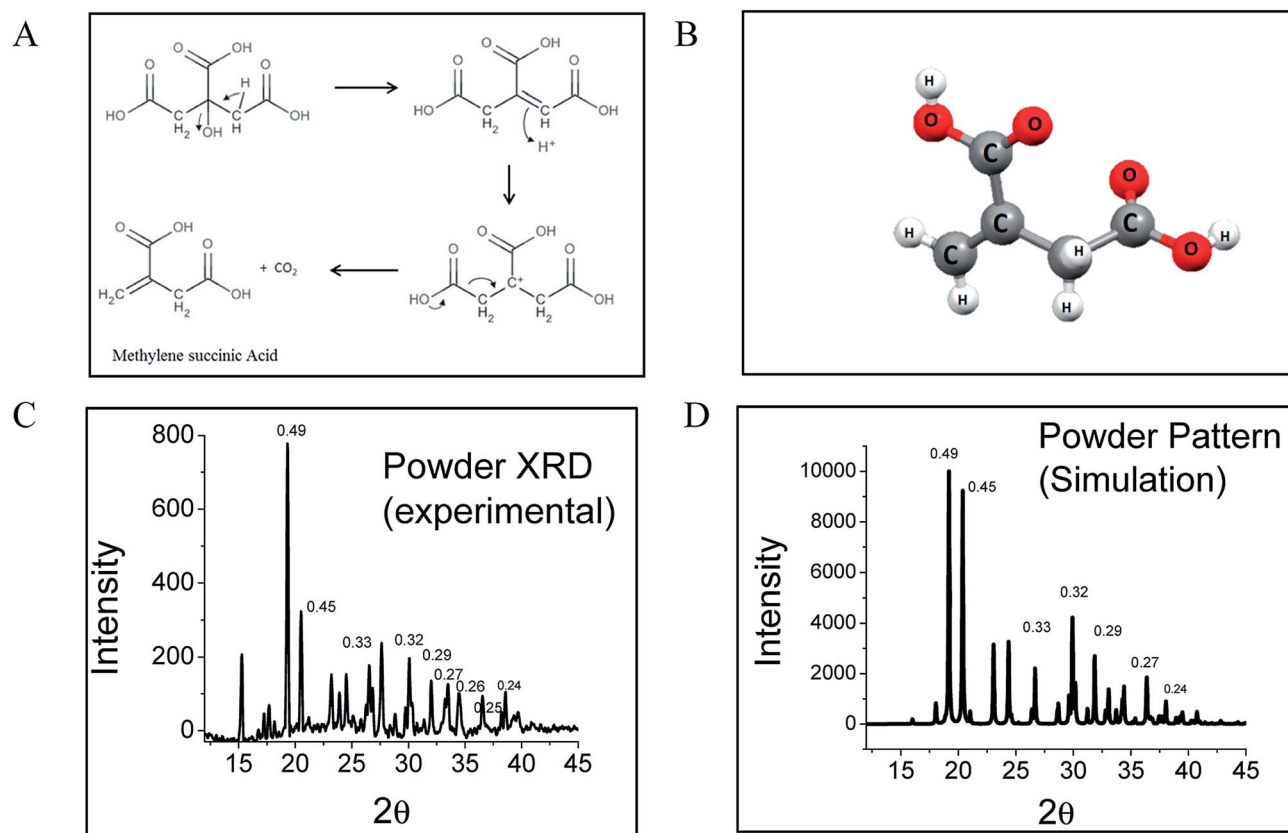 A
O
OH
O
H
O
HO
C
H2
OH
C
H
OH
O
OH
O
O
HO
C
H2
C
H
OH
H+
O
OH
O
H2C
OH
+ CO2
O
OH
O
O
HO
C
H2
C+
C
H2
OH
Methylene succinic Acid
B
H
O
C
O
O
H
C
C
C
H
O
H
H
H
C
Powder XRD
(experimental)
Intensity
800
600
400
200
0
0.49
0.45
0.33
0.32
0.29
0.27
0.26
0.25
0.24
15 20 25 30 35 40 45
2θ
D
Powder Pattern
(Simulation)
Intensity
10000
8000
6000
4000
2000
0
0.49
0.45
0.33
0.32
0.29
0.27
0.24
15 20 25 30 35 40 45
2θ